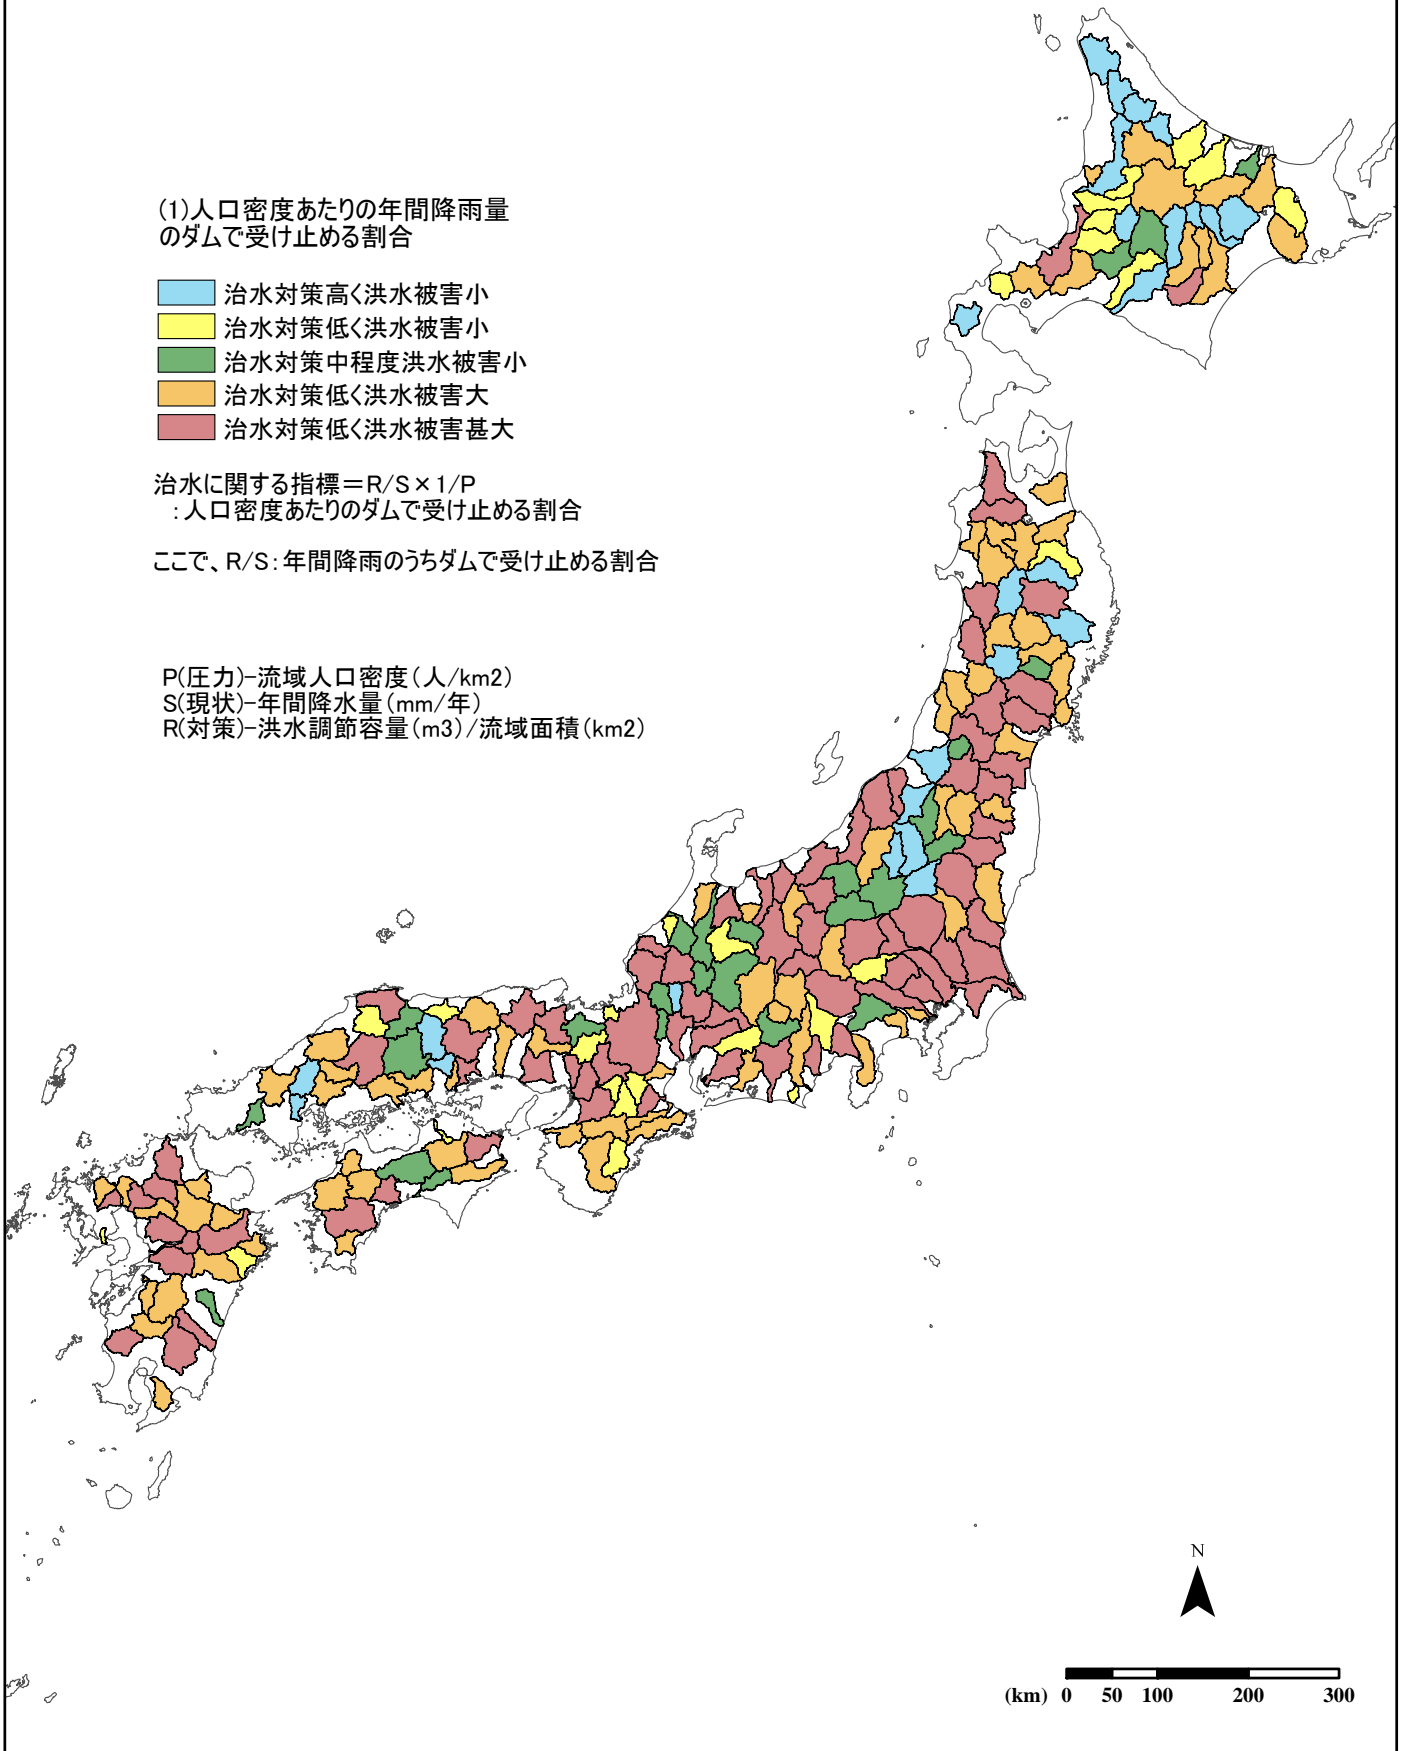 (1)人口密度あたりの年間降雨量
のダムで受け止める割合
治水対策高く洪水被害小
治水対策低く洪水被害小
治水対策中程度洪水被害小
治水対策低く洪水被害大
治水対策低く洪水被害甚大
治水に関する指標＝R/S×1/P
：人口密度あたりのダムで受け止める割合
ここで、R/S：年間降雨のうちダムで受け止める割合
P(圧力)-流域人口密度(人/km2)
S(現状)-年間降水量(mm/年)
R(対策)-洪水調節容量(m3)/流域面積(km2)
N
(km) 0 50 100 200 300